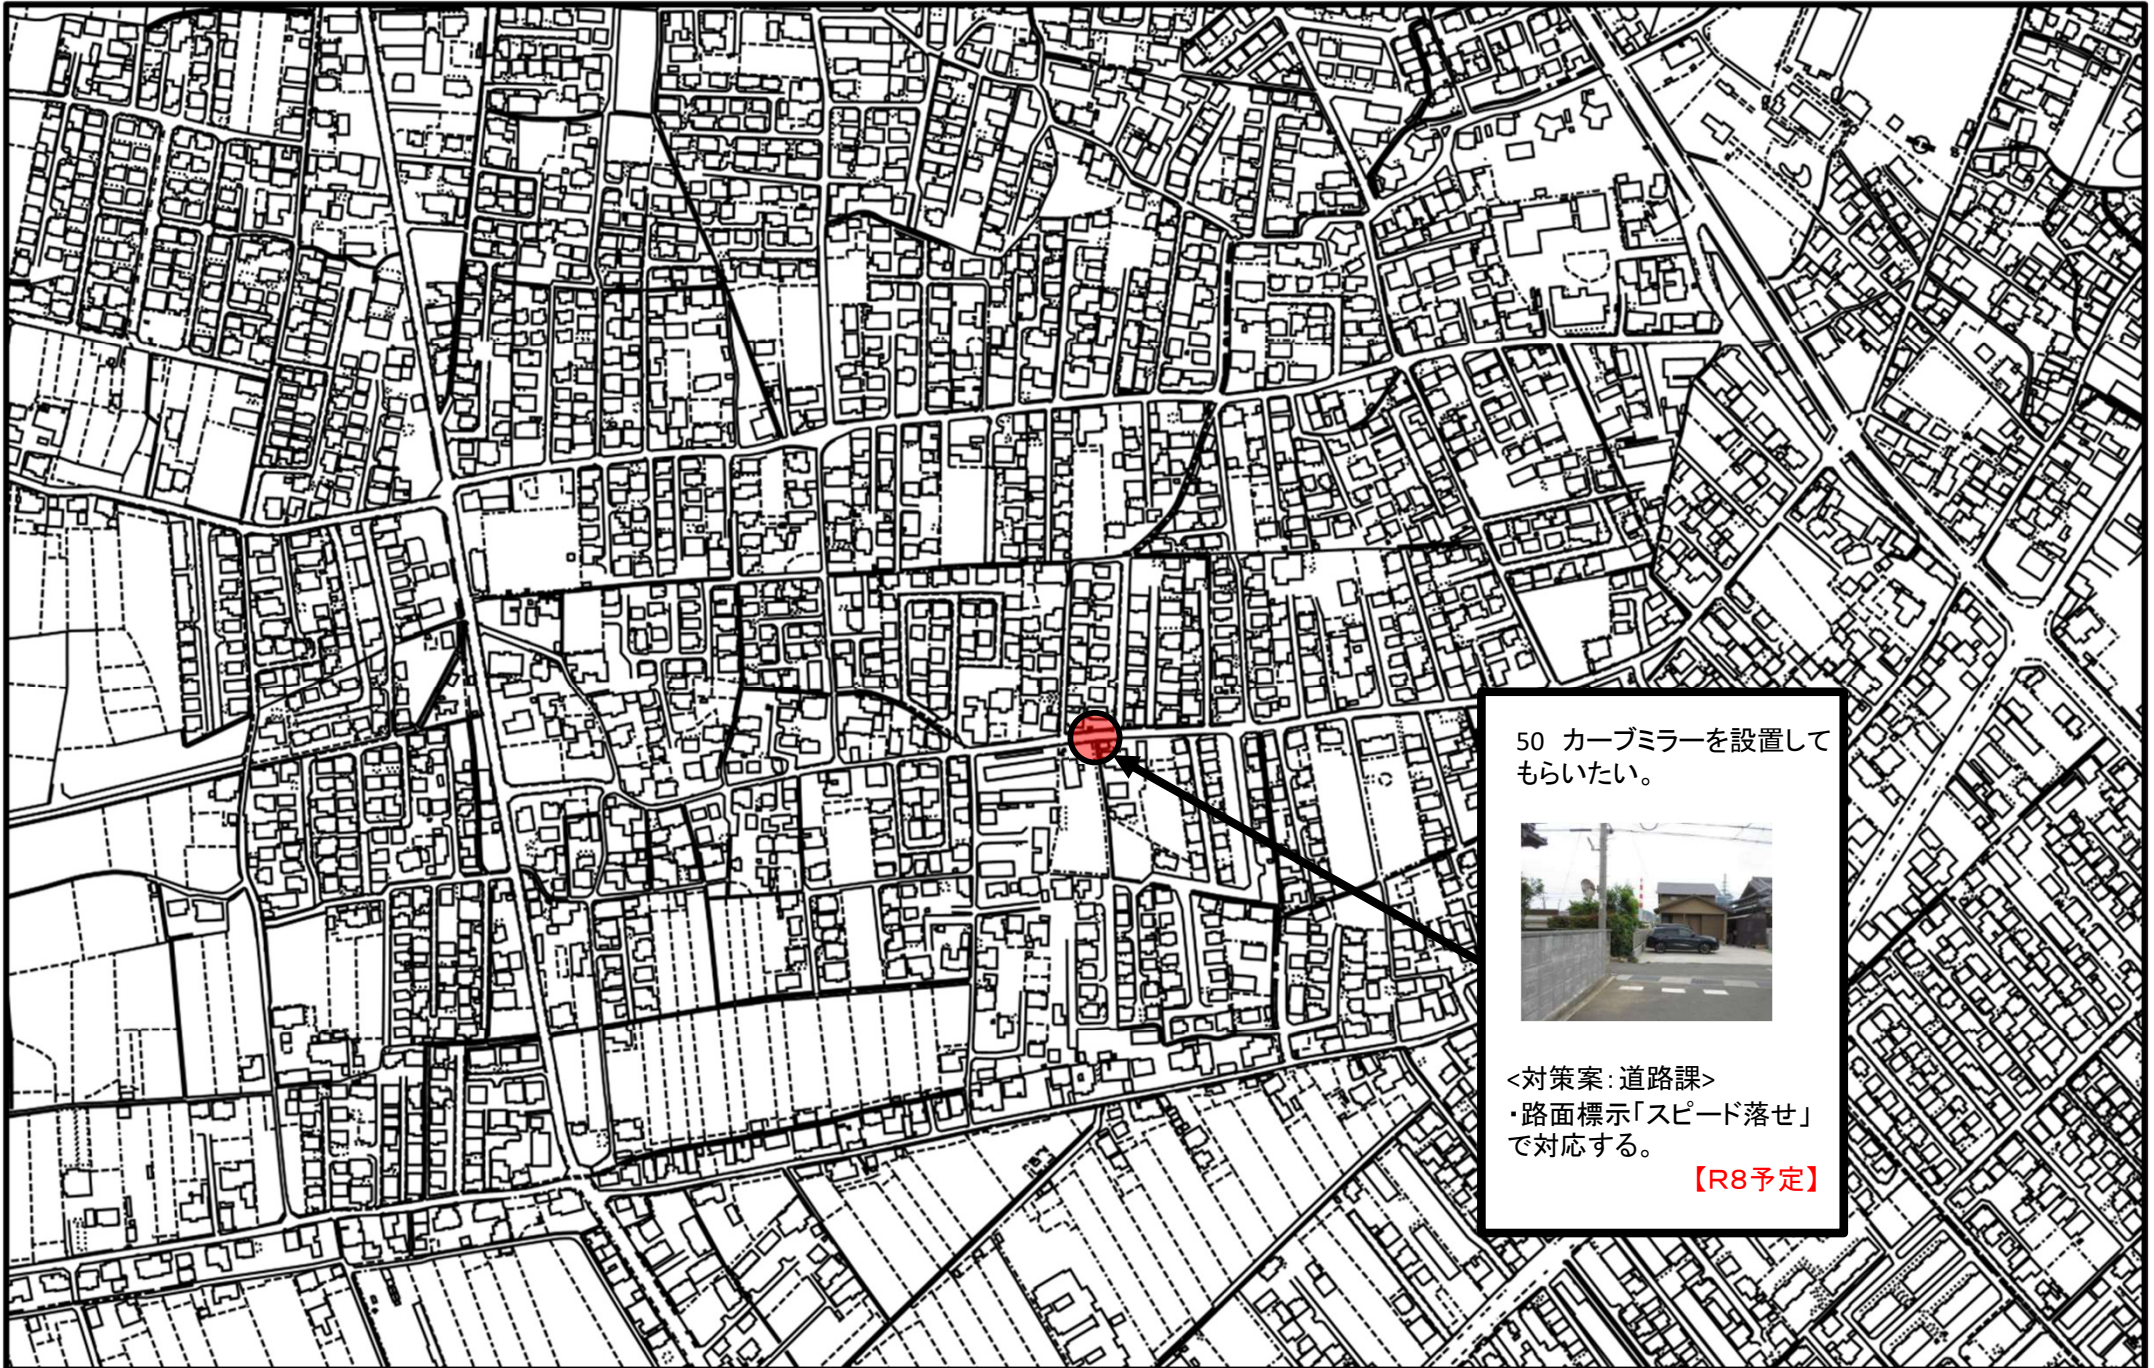 50 カーブミラーを設置して
もらいたい。
<対策案:道路課>
・路面標示「スピード落せ」
で対応する。
【R8予定】